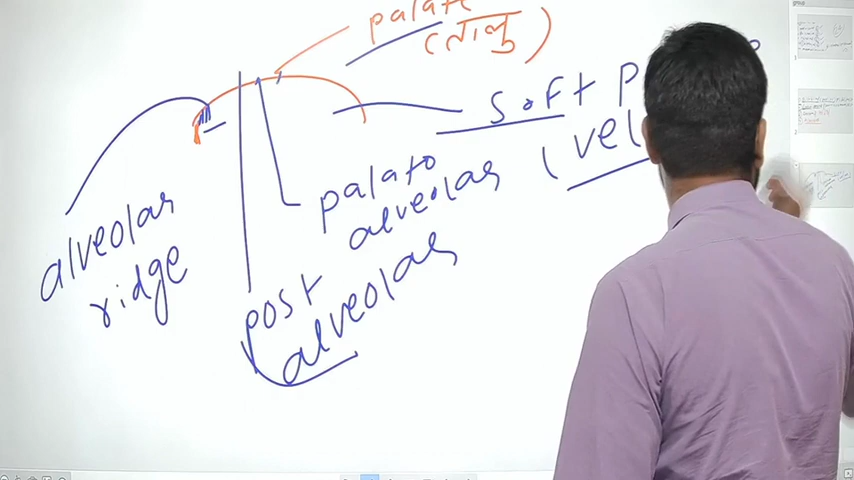 palate
(तालु)
soft p
(vel
palato
alveolar
alveolar
ridge
post
alveolar